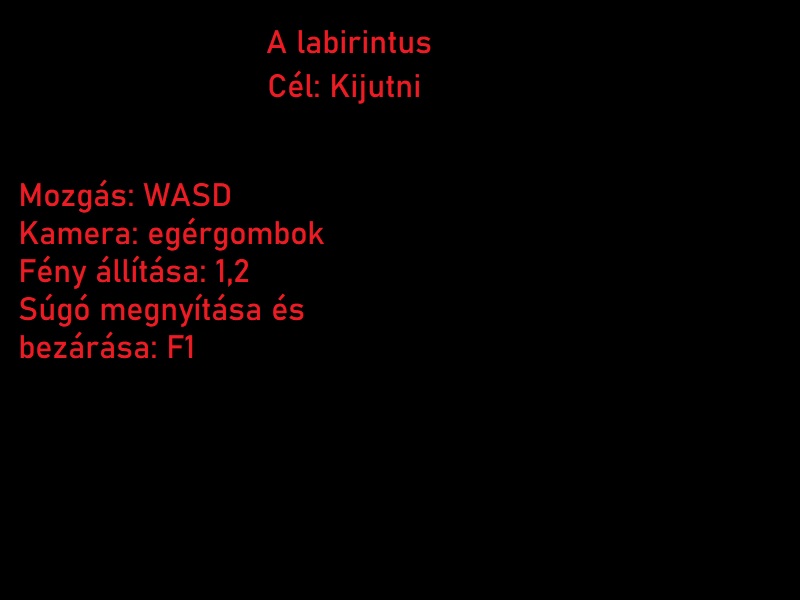 A labirintus
Cél: Kijutni
Mozgás: WASD
Kamera: egérgombok
Fény állítása: 1,2
Súgó megnyítása és
bezárása: F1